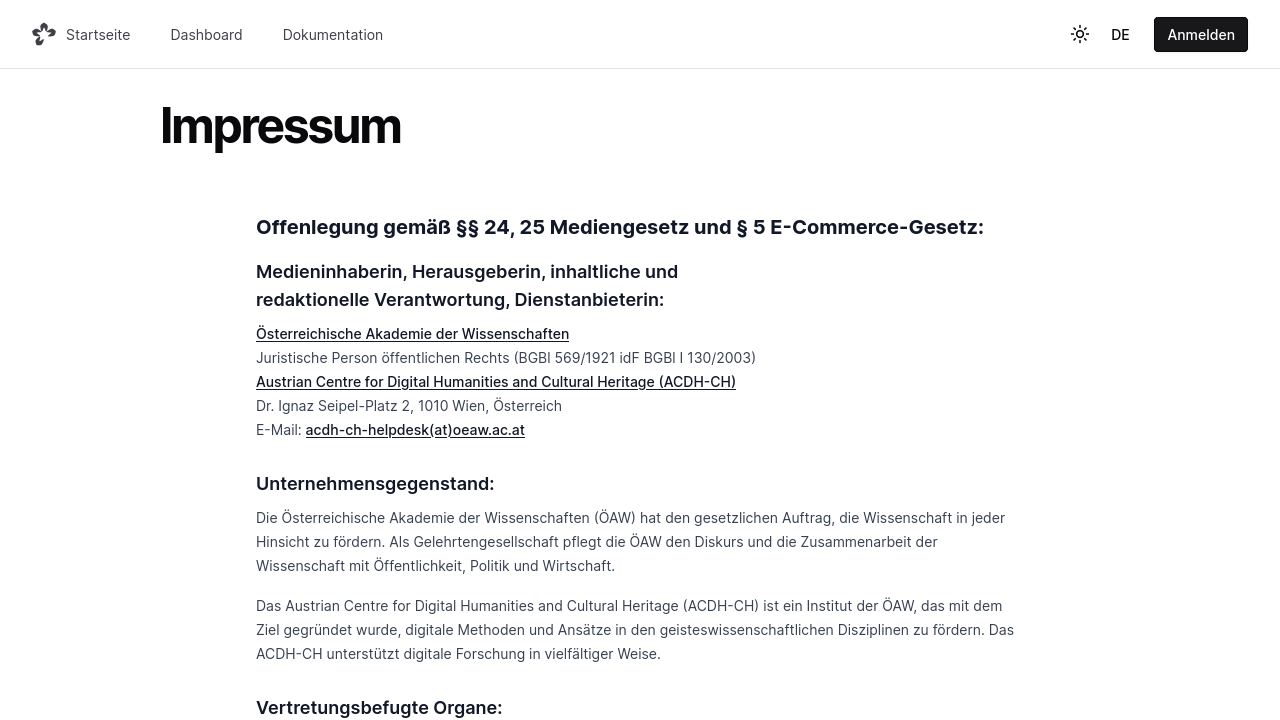 Startseite
Dashboard
Dokumentation
DE
Anmelden
Impressum
Offenlegung gemäß §§ 24, 25 Mediengesetz und § 5 E-Commerce-Gesetz:
Medieninhaberin, Herausgeberin, inhaltliche und
redaktionelle Verantwortung, Dienstanbieterin:
Österreichische Akademie der Wissenschaften
Juristische Person öffentlichen Rechts (BGBl 569/1921 idF BGBl I 130/2003)
Austrian Centre for Digital Humanities and Cultural Heritage (ACDH-CH)
Dr. Ignaz Seipel-Platz 2, 1010 Wien, Österreich
E-Mail: acdh-ch-helpdesk(at)oeaw.ac.at
Unternehmensgegenstand:
Die Österreichische Akademie der Wissenschaften (ÖAW) hat den gesetzlichen Auftrag, die Wissenschaft in jeder
Hinsicht zu fördern. Als Gelehrtengesellschaft pflegt die ÖAW den Diskurs und die Zusammenarbeit der
Wissenschaft mit Öffentlichkeit, Politik und Wirtschaft.
Das Austrian Centre for Digital Humanities and Cultural Heritage (ACDH-CH) ist ein Institut der ÖAW, das mit dem
Ziel gegründet wurde, digitale Methoden und Ansätze in den geisteswissenschaftlichen Disziplinen zu fördern. Das
ACDH-CH unterstützt digitale Forschung in vielfältiger Weise.
Vertretungsbefugte Organe: